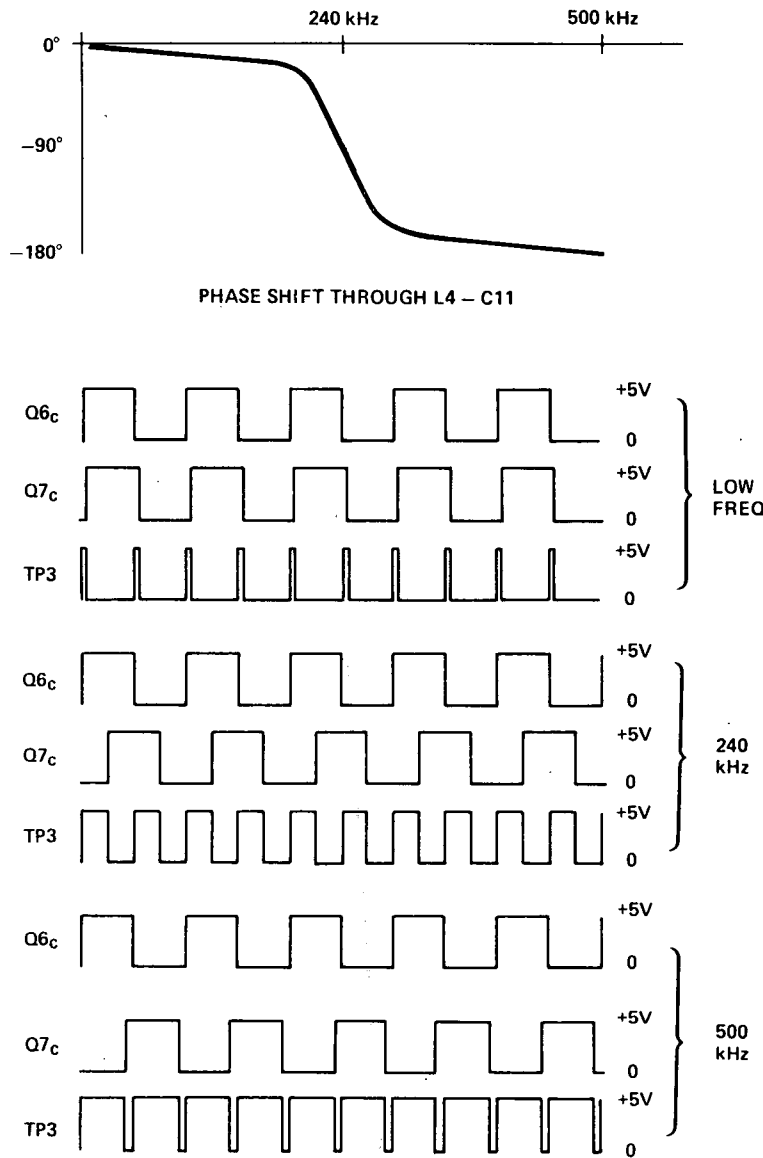 240 kHz 500 kHz
0°
−90°
−180°
PHASE SHIFT THROUGH L4 – C11
Q6c +5V
0
Q7c +5V
0
TP3 +5V
0
LOW
FREQ
Q6c +5V
0
Q7c +5V
0
TP3 +5V
0
240
kHz
Q6c +5V
0
Q7c +5V
0
TP3 +5V
0
500
kHz